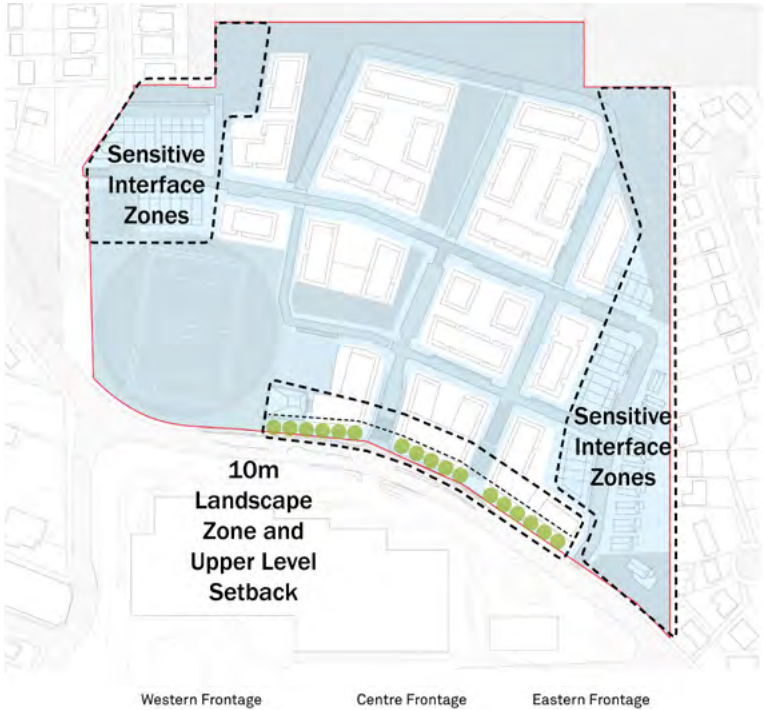 Sensitive
Interface
Zones
Sensitive
Interface
Zones
10m
Landscape
Zone and
Upper Level
Setback
Western Frontage
Centre Frontage
Eastern Frontage